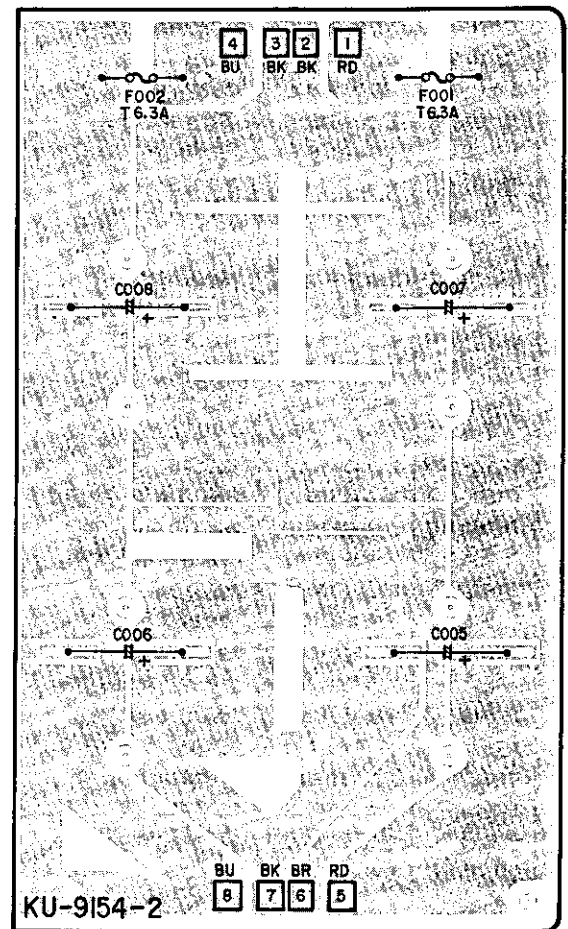 4 3 2 1
BU BK BK RD
F002 F001
T6.3A T6.3A
C008 C007
+ +
C006 C005
+ +
BU BK BR RD
8 7 6 5
KU-9154-2